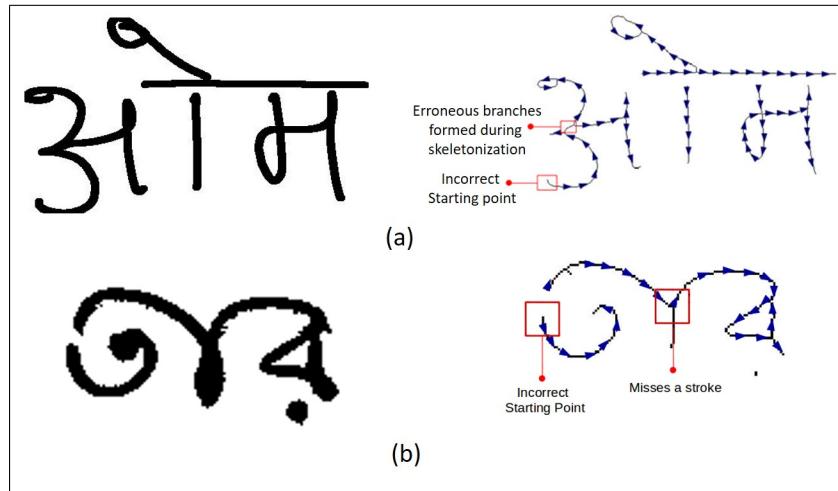 ओम
Erroneous branches
formed during
skeletonization
Incorrect
Starting point
(a)
Incorrect
Starting Point
Misses a stroke
(b)